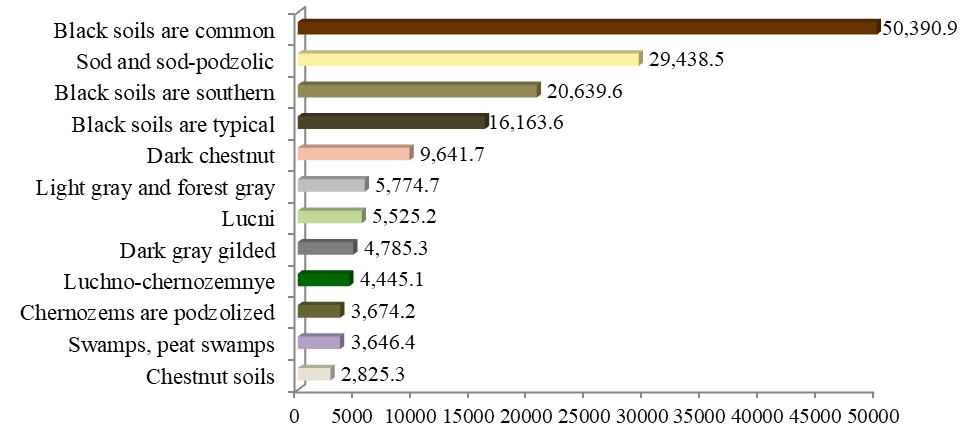 Black soils are common 50,390.9
Sod and sod-podzolic 29,438.5
Black soils are southern 20,639.6
Black soils are typical 16,163.6
Dark chestnut 9,641.7
Light gray and forest gray 5,774.7
Lucni 5,525.2
Dark gray gilded 4,785.3
Luchno-chernozemnye 4,445.1
Chernozems are podzolized 3,674.2
Swamps, peat swamps 3,646.4
Chestnut soils 2,825.3
0 5000 10000 15000 20000 25000 30000 35000 40000 45000 50000